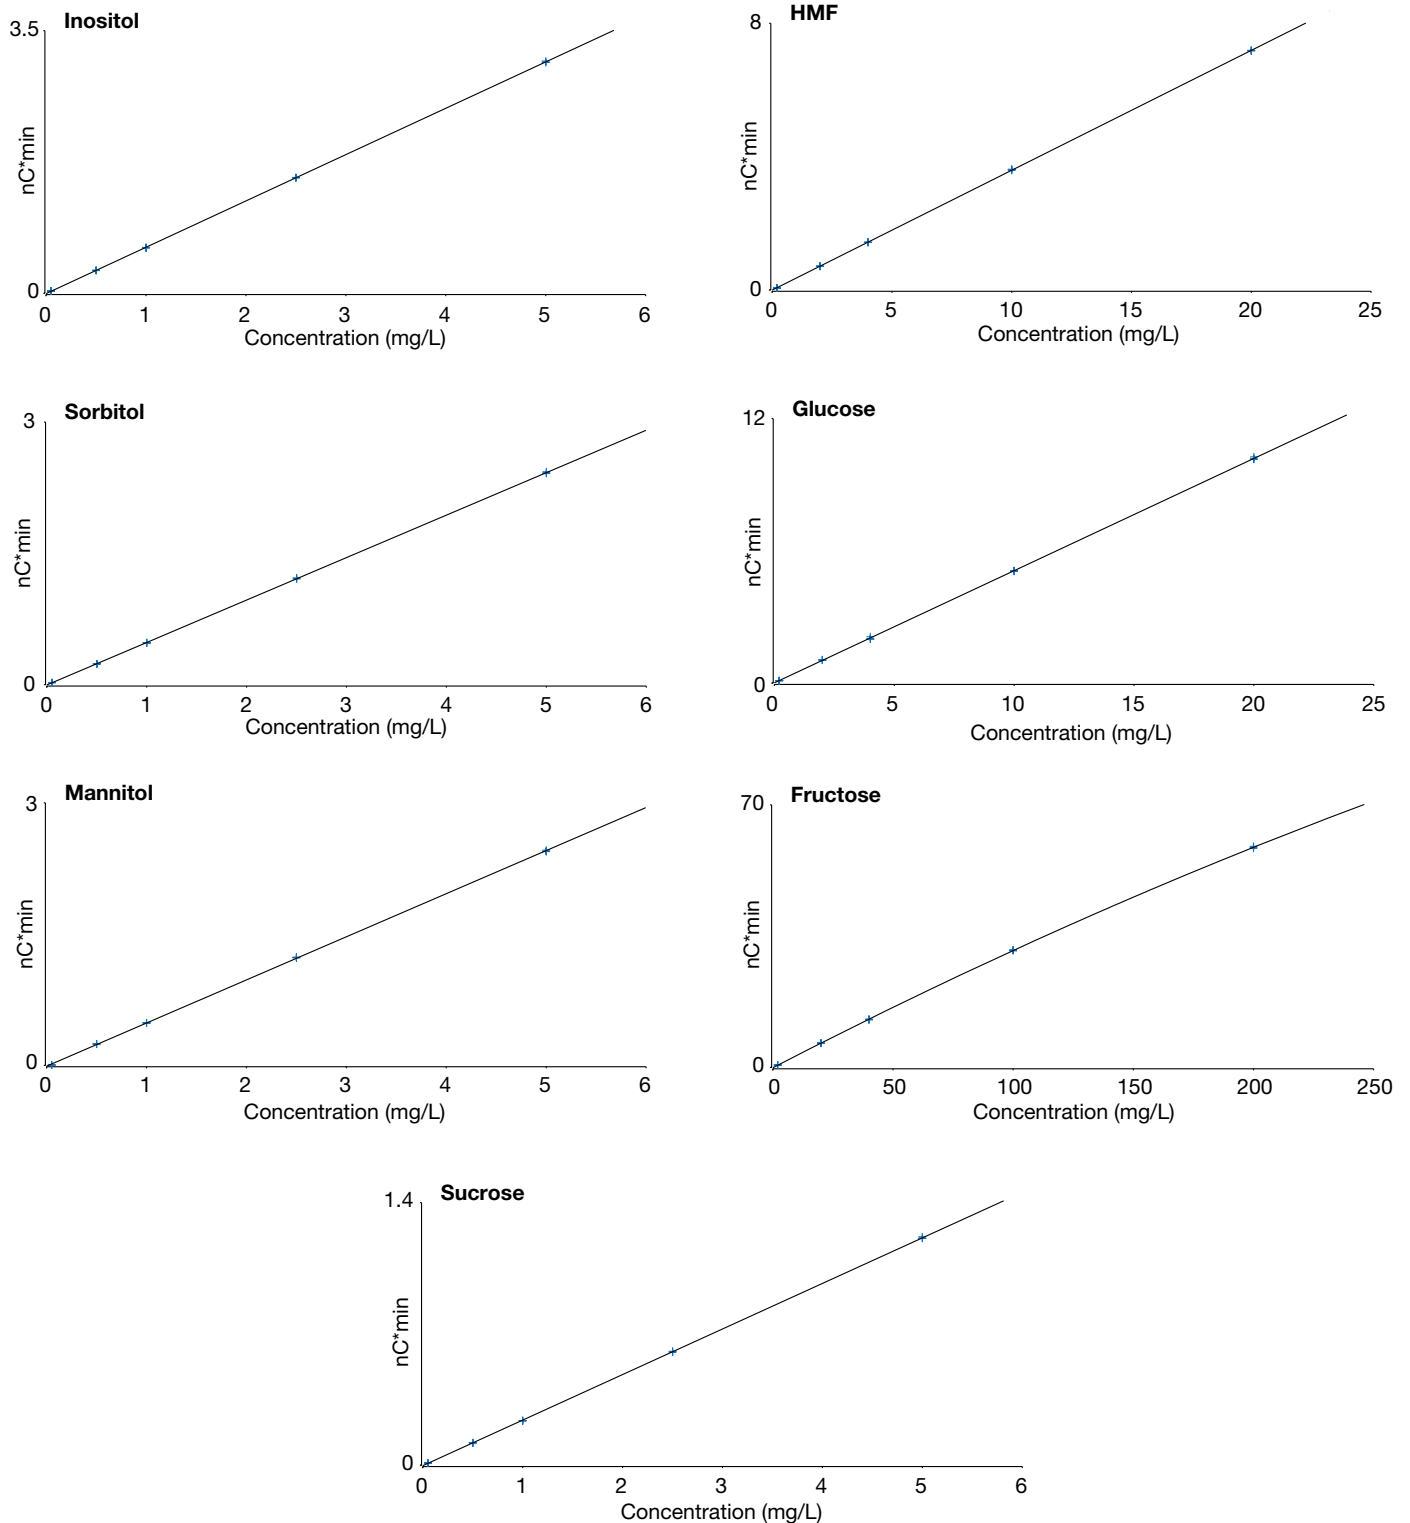 Inositol
3.5
nC*min
0
0 1 2 3 4 5 6
Concentration (mg/L)
HMF
8
nC*min
0
0 5 10 15 20 25
Concentration (mg/L)
Sorbitol
3
nC*min
0
0 1 2 3 4 5 6
Concentration (mg/L)
Glucose
12
nC*min
0
0 5 10 15 20 25
Concentration (mg/L)
Mannitol
3
nC*min
0
0 1 2 3 4 5 6
Concentration (mg/L)
Fructose
70
nC*min
0
0 50 100 150 200 250
Concentration (mg/L)
Sucrose
1.4
nC*min
0
0 1 2 3 4 5 6
Concentration (mg/L)